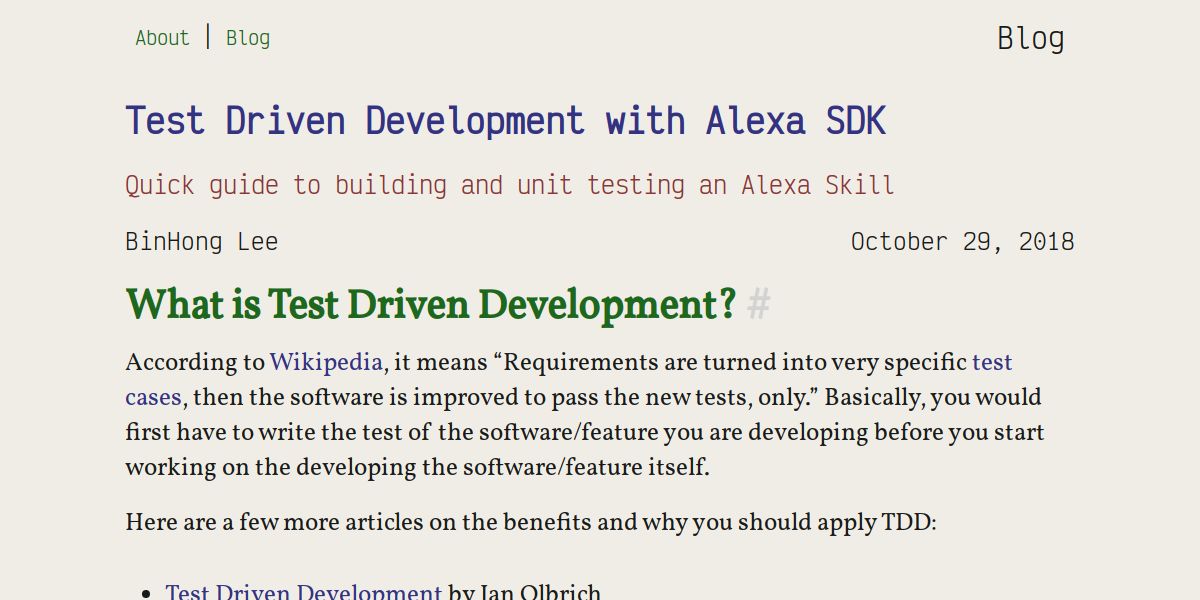 About | Blog
Blog
Test Driven Development with Alexa SDK
Quick guide to building and unit testing an Alexa Skill
BinHong Lee
October 29, 2018
What is Test Driven Development? #
According to Wikipedia, it means “Requirements are turned into very specific test
cases, then the software is improved to pass the new tests, only.” Basically, you would
first have to write the test of the software/feature you are developing before you start
working on the developing the software/feature itself.
Here are a few more articles on the benefits and why you should apply TDD:
• Test Driven Development by Jan Olbrich